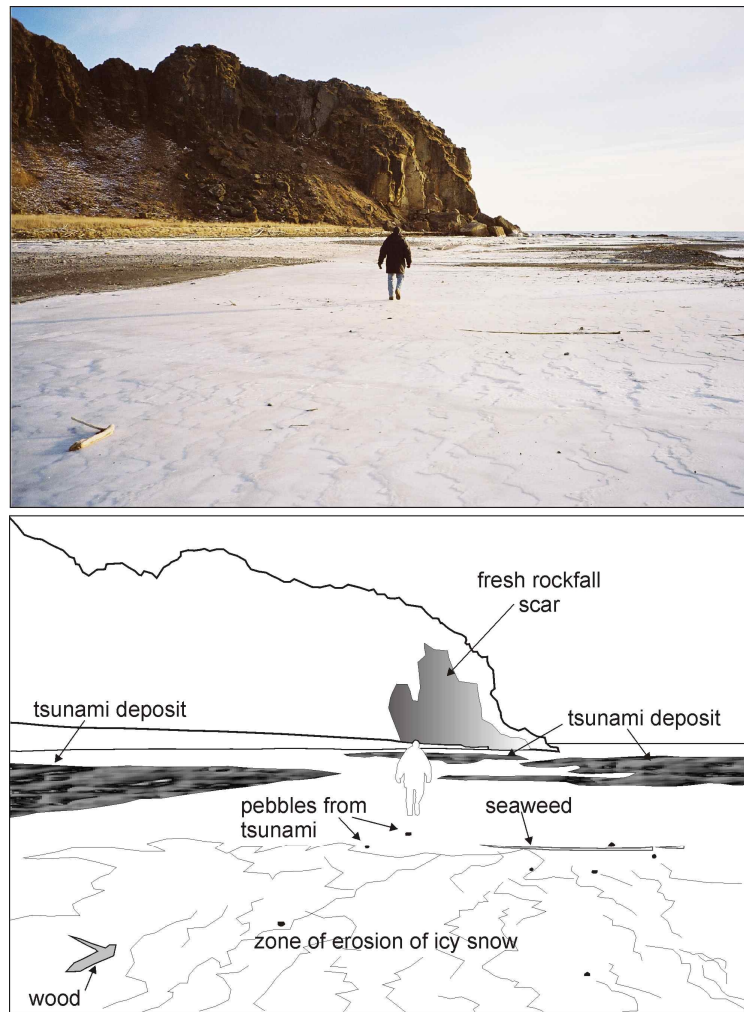 fresh rockfall
scar
tsunami deposit
tsunami deposit
pebbles from
tsunami
seaweed
zone of erosion of icy snow
wood